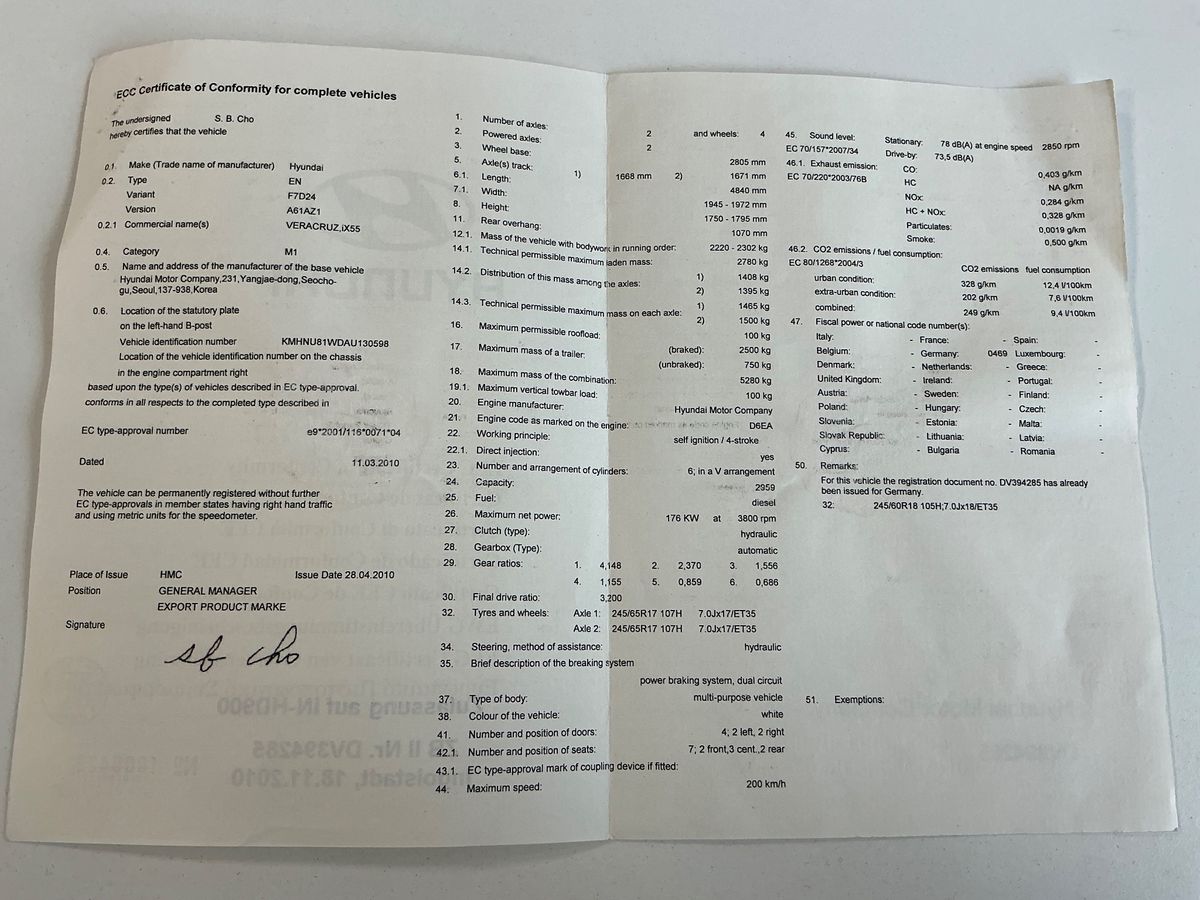 ECC Certificate of Conformity for complete vehicles
The undersigned S. B. Cho
hereby certifies that the vehicle
0.1. Make (Trade name of manufacturer) Hyundai
0.2. Type EN
Variant F7D24
Version A61AZ1
0.2.1 Commercial name(s) VERACRUZ,iX55
0.4. Category M1
0.5. Name and address of the manufacturer of the base vehicle
Hyundai Motor Company,231,Yangjae-dong,Seocho-
gu,Seoul,137-938,Korea
0.6. Location of the statutory plate
on the left-hand B-post
Vehicle identification number KMHNU81WDAU130598
Location of the vehicle identification number on the chassis
in the engine compartment right
based upon the type(s) of vehicles described in EC type-approval.
conforms in all respects to the completed type described in
EC type-approval number e9*2001/116*0071*04
Dated 11.03.2010
The vehicle can be permanently registered without further
EC type-approvals in member states having right hand traffic
and using metric units for the speedometer.
Place of Issue HMC Issue Date 28.04.2010
Position GENERAL MANAGER
EXPORT PRODUCT MARKE
Signature
sb cho
1. Number of axles: 2 and wheels: 4
2. Powered axles: 2
3. Wheel base: 2805 mm
5. Axle(s) track: 1) 1668 mm 2) 1671 mm
6.1. Length: 4840 mm
7.1. Width: 1945 - 1972 mm
8. Height: 1750 - 1795 mm
11. Rear overhang: 1070 mm
12.1. Mass of the vehicle with bodywork in running order: 2220 - 2302 kg
14.1. Technical permissible maximum laden mass: 2780 kg
14.2. Distribution of this mass among the axles: 1) 1408 kg
2) 1395 kg
14.3. Technical permissible maximum mass on each axle: 1) 1465 kg
2) 1500 kg
16. Maximum permissible roofload: 100 kg
17. Maximum mass of a trailer: (braked): 2500 kg
(unbraked): 750 kg
18. Maximum mass of the combination: 5280 kg
19.1. Maximum vertical towbar load: 100 kg
20. Engine manufacturer: Hyundai Motor Company
21. Engine code as marked on the engine: D6EA
22. Working principle: self ignition / 4-stroke
22.1. Direct injection: yes
23. Number and arrangement of cylinders: 6; in a V arrangement
24. Capacity: 2959
25. Fuel: diesel
26. Maximum net power: 176 KW at 3800 rpm
27. Clutch (type): hydraulic
28. Gearbox (Type): automatic
29. Gear ratios: 1. 4,148 2. 2,370 3. 1,556
4. 1,155 5. 0,859 6. 0,686
30. Final drive ratio: 3,200
32. Tyres and wheels: Axle 1: 245/65R17 107H 7.0Jx17/ET35
Axle 2: 245/65R17 107H 7.0Jx17/ET35
34. Steering, method of assistance: hydraulic
35. Brief description of the breaking system
power braking system, dual circuit
37. Type of body: multi-purpose vehicle
38. Colour of the vehicle: white
41. Number and position of doors: 4; 2 left, 2 right
42.1. Number and position of seats: 7; 2 front,3 cent.,2 rear
43.1. EC type-approval mark of coupling device if fitted:
44. Maximum speed: 200 km/h
45. Sound level: Stationary: 78 dB(A) at engine speed 2850 rpm
EC 70/157*2007/34 Drive-by: 73,5 dB(A)
46.1. Exhaust emission: CO: 0,403 g/km
EC 70/220*2003/76B HC NA g/km
NOx: 0,284 g/km
HC + NOx: 0,328 g/km
Particulates: 0,0019 g/km
Smoke: 0,500 g/km
46.2. CO2 emissions / fuel consumption:
EC 80/1268*2004/3 CO2 emissions fuel consumption
urban condition: 328 g/km 12,4 l/100km
extra-urban condition: 202 g/km 7,6 l/100km
combined: 249 g/km 9,4 l/100km
47. Fiscal power or national code number(s):
Italy: - France: - Spain: -
Belgium: - Germany: 0469 Luxembourg: -
Denmark: - Netherlands: - Greece: -
United Kingdom: - Ireland: - Portugal: -
Austria: - Sweden: - Finland: -
Poland: - Hungary: - Czech: -
Slovenia: - Estonia: - Malta: -
Slovak Republic: - Lithuania: - Latvia: -
Cyprus: - Bulgaria - Romania -
50. Remarks:
For this vehicle the registration document no. DV394285 has already
been issued for Germany.
32: 245/60R18 105H;7.0Jx18/ET35
51. Exemptions: